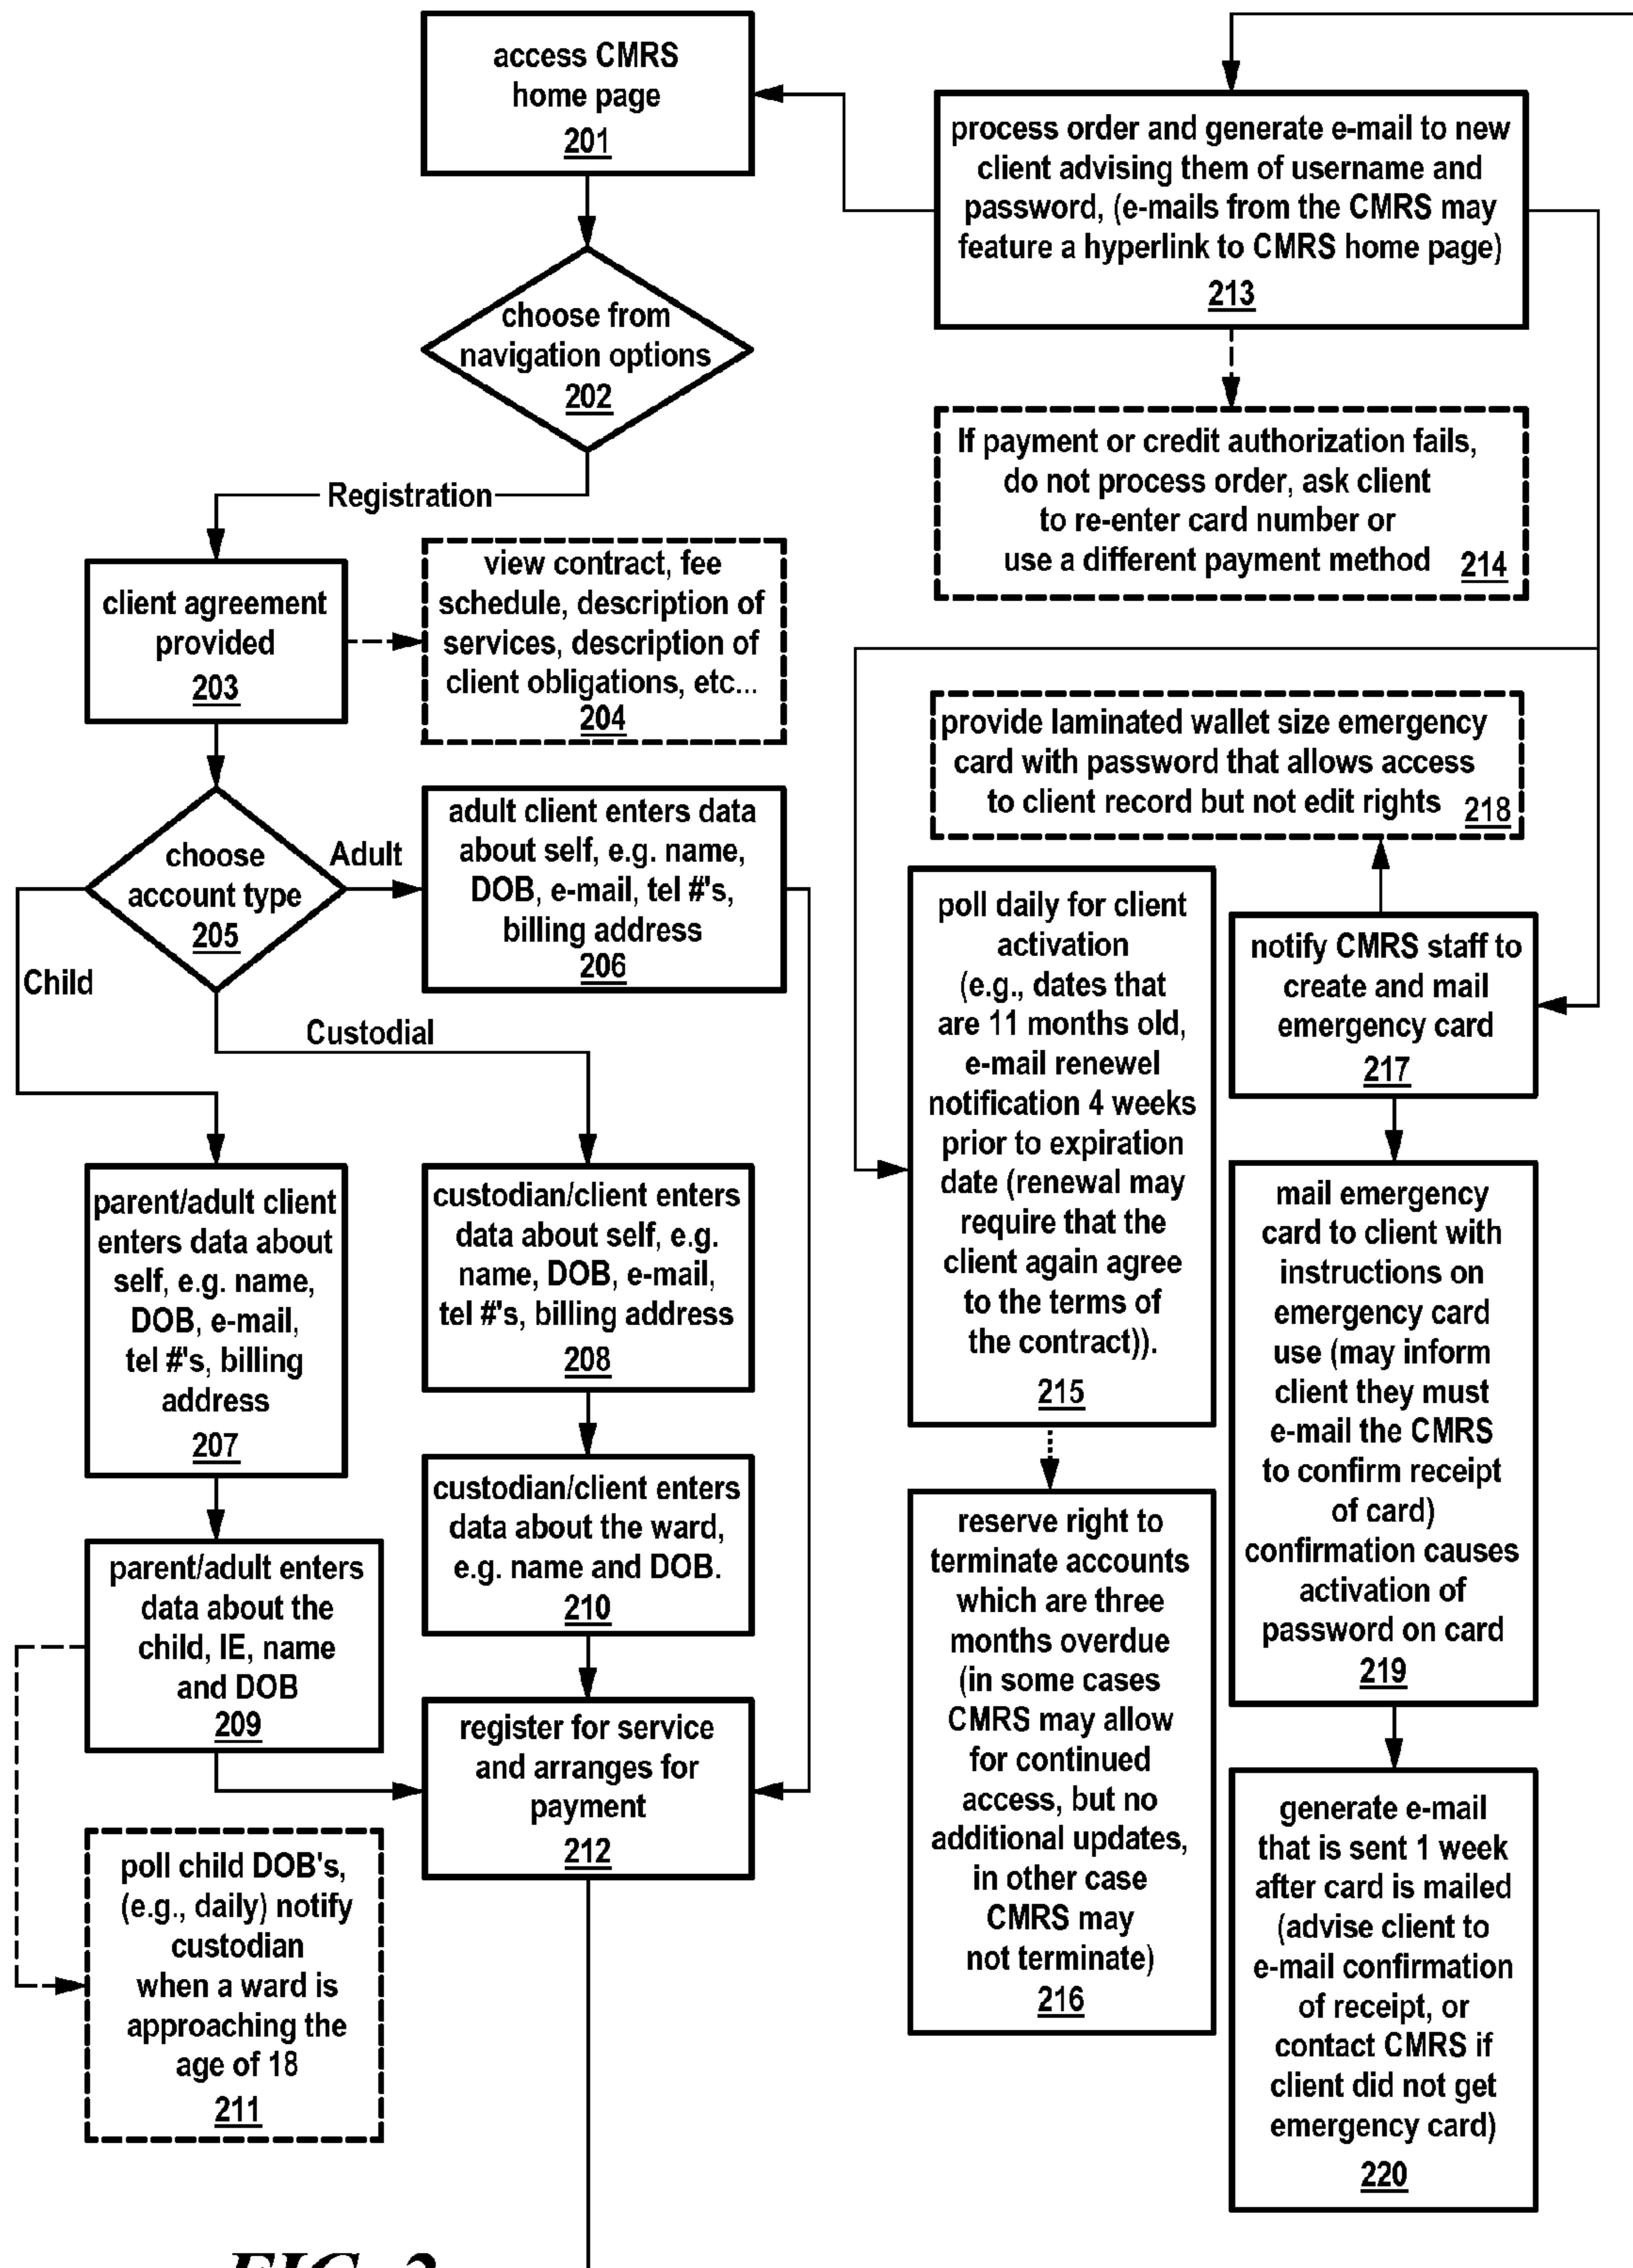 access CMRS
home page
201
choose from
navigation options
202
Registration
client agreement
provided
203
view contract, fee
schedule, description of
services, description of
client obligations, etc...
204
choose
account type
205
Adult
Child
Custodial
adult client enters data
about self, e.g. name,
DOB, e-mail, tel #'s,
billing address
206
parent/adult client
enters data about
self, e.g. name,
DOB, e-mail,
tel #'s, billing
address
207
custodian/client enters
data about self, e.g.
name, DOB, e-mail,
tel #'s, billing address
208
parent/adult enters
data about the
child, IE, name
and DOB
209
custodian/client enters
data about the ward,
e.g. name and DOB.
210
poll child DOB's,
(e.g., daily) notify
custodian
when a ward is
approaching the
age of 18
211
register for service
and arranges for
payment
212
process order and generate e-mail to new
client advising them of username and
password, (e-mails from the CMRS may
feature a hyperlink to CMRS home page)
213
If payment or credit authorization fails,
do not process order, ask client
to re-enter card number or
use a different payment method 214
poll daily for client
activation
(e.g., dates that
are 11 months old,
e-mail renewel
notification 4 weeks
prior to expiration
date (renewal may
require that the
client again agree
to the terms of
the contract)).
215
reserve right to
terminate accounts
which are three
months overdue
(in some cases
CMRS may allow
for continued
access, but no
additional updates,
in other case
CMRS may
not terminate)
216
provide laminated wallet size emergency
card with password that allows access
to client record but not edit rights 218
notify CMRS staff to
create and mail
emergency card
217
mail emergency
card to client with
instructions on
emergency card
use (may inform
client they must
e-mail the CMRS
to confirm receipt
of card)
confirmation causes
activation of
password on card
219
generate e-mail
that is sent 1 week
after card is mailed
(advise client to
e-mail confirmation
of receipt, or
contact CMRS if
client did not get
emergency card)
220